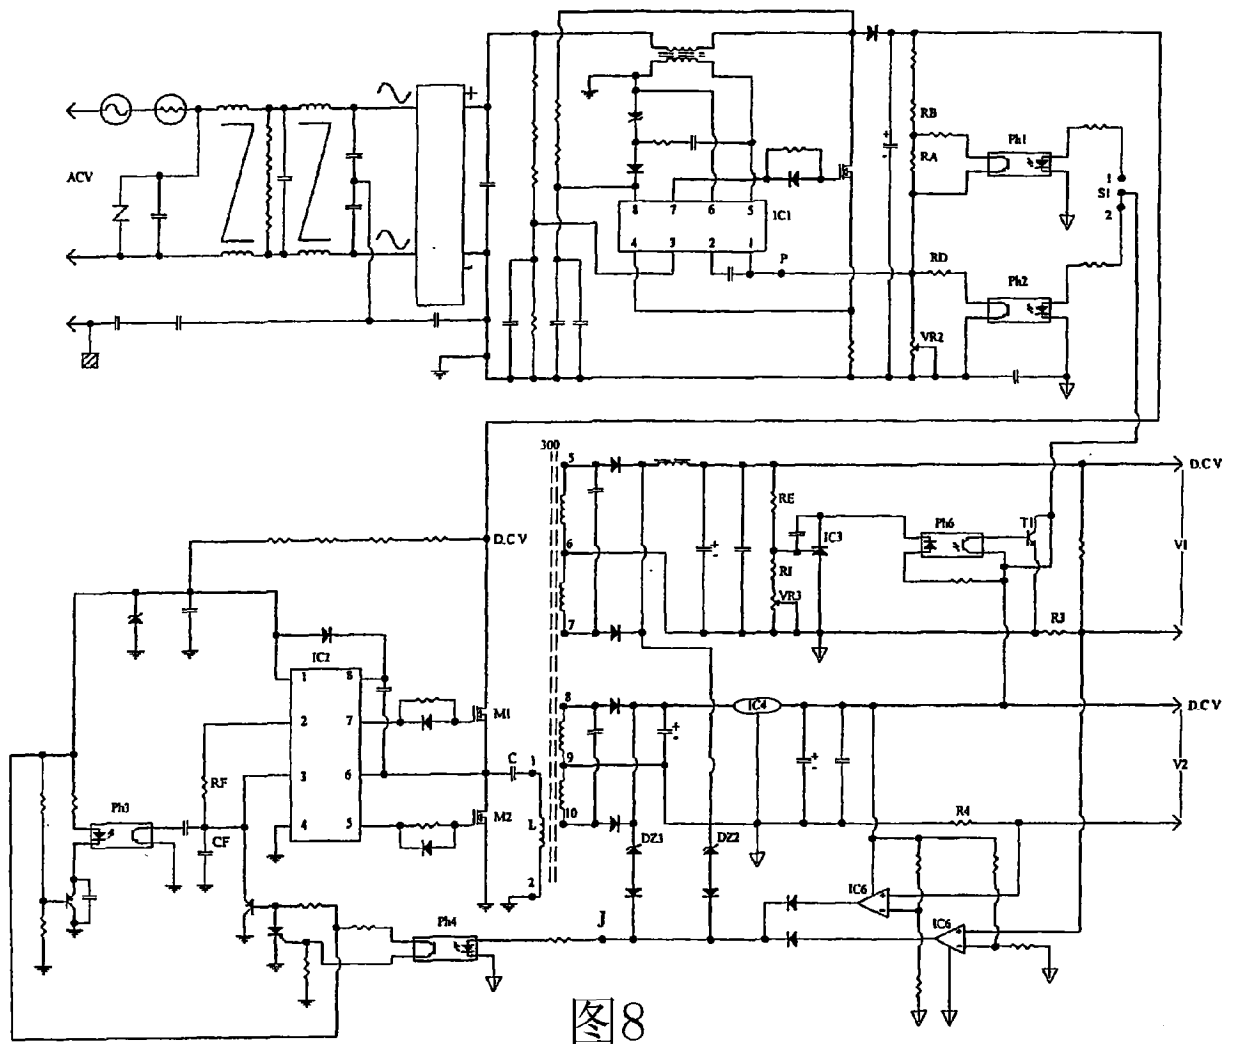 +
RB
Ph1
RA
ACV
1
S1
2
8 7 6 5
IC1
4 3 2 1
P
RD
Ph2
-
VR2
300
5
D.C V
RE
Ph6
T1
D.C V
IC3
6
V1
RI
VR3
7
R3
IC2
1 8
8
IC4
D.C V
2 7
M1
C
1
9
V2
3 6
RF
10
R4
Ph3
M2
L
4 5
DZ1
DZ2
CF
2
IC6
+
-
Ph4
J
IC6
+
-
图8